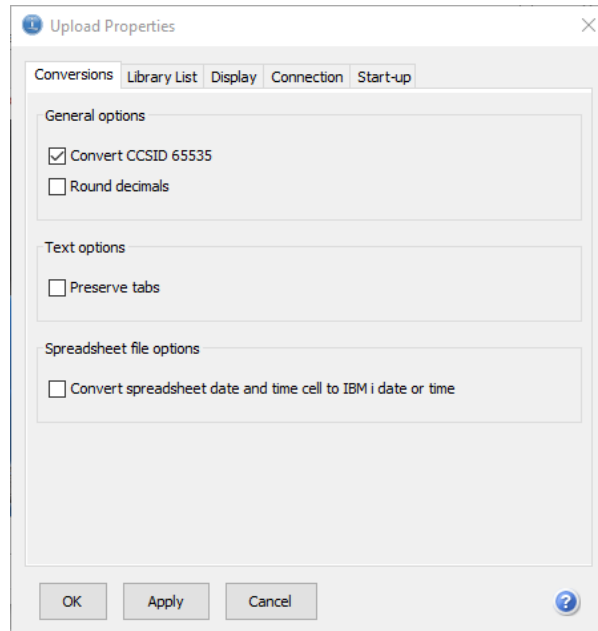 Upload Properties
Conversions Library List Display Connection Start-up
General options
Convert CCSID 65535
Round decimals
Text options
Preserve tabs
Spreadsheet file options
Convert spreadsheet date and time cell to IBM i date or time
OK Apply Cancel ?